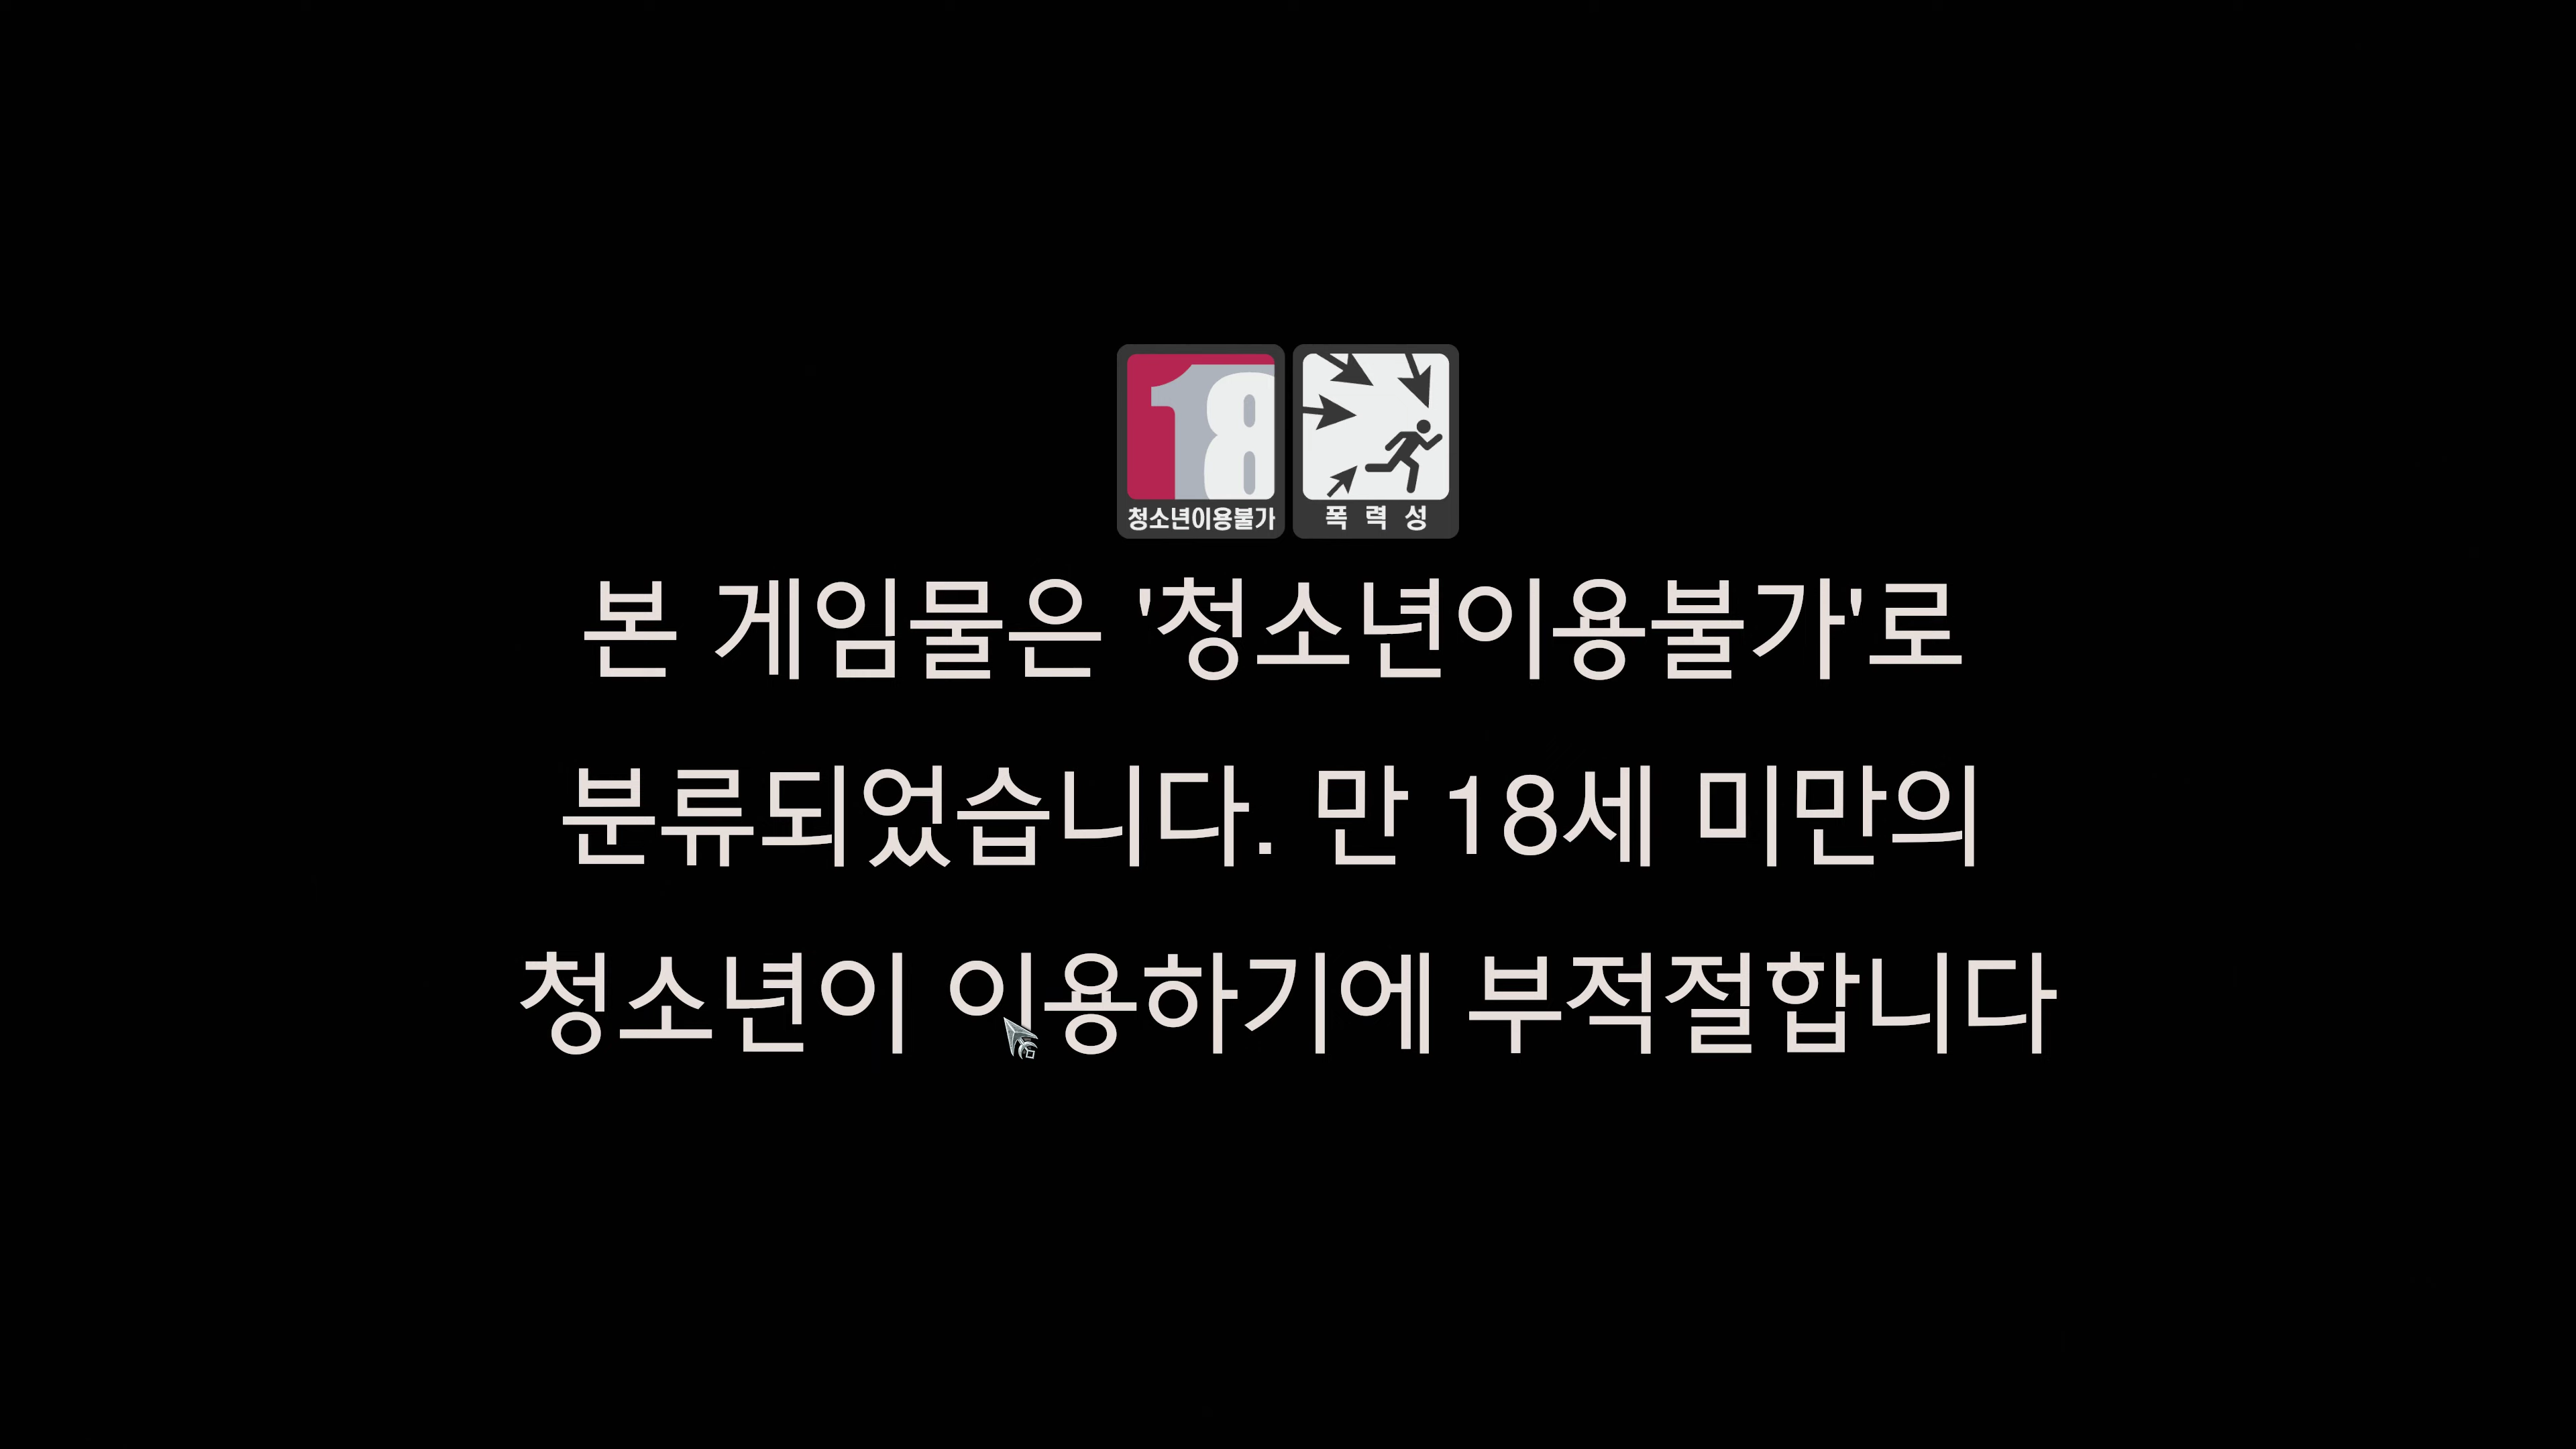 18
청소년이용불가
폭력성
본 게임물은 '청소년이용불가'로
분류되었습니다. 만 18세 미만의
청소년이 이용하기에 부적절합니다